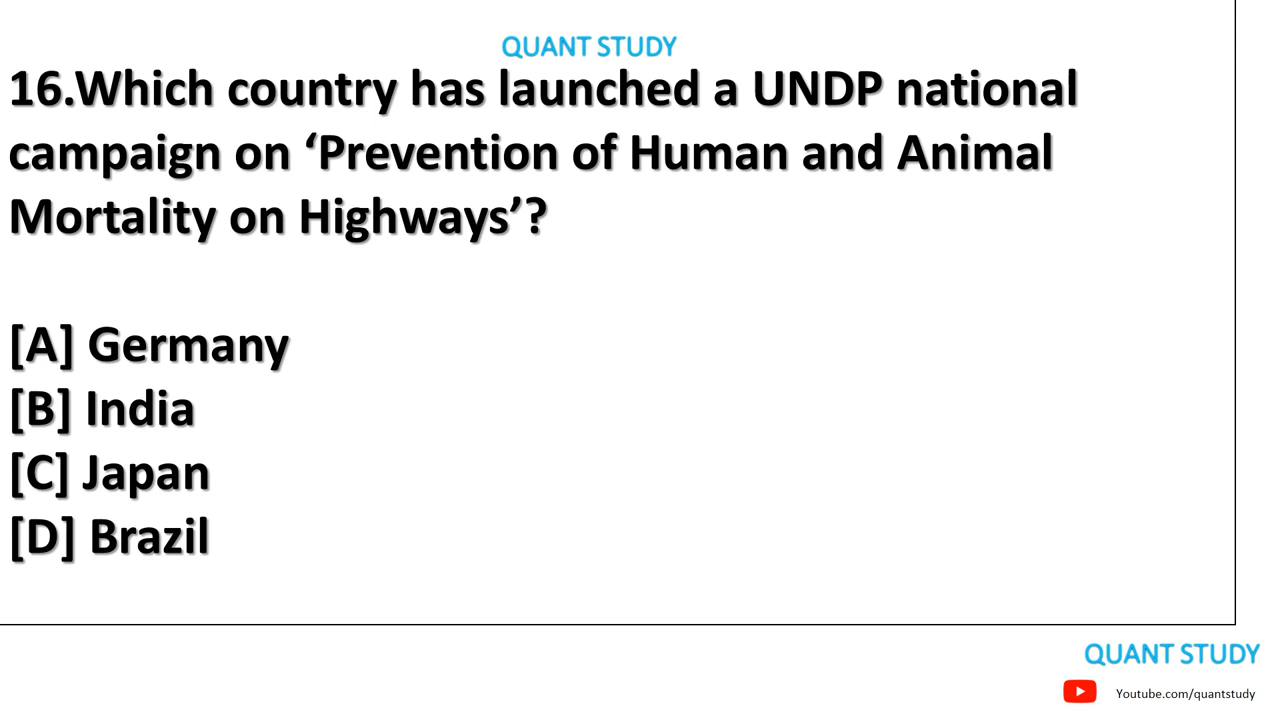 QUANT STUDY
16.Which country has launched a UNDP national
campaign on ‘Prevention of Human and Animal
Mortality on Highways’?
[A] Germany
[B] India
[C] Japan
[D] Brazil
QUANT STUDY
Youtube.com/quantstudy